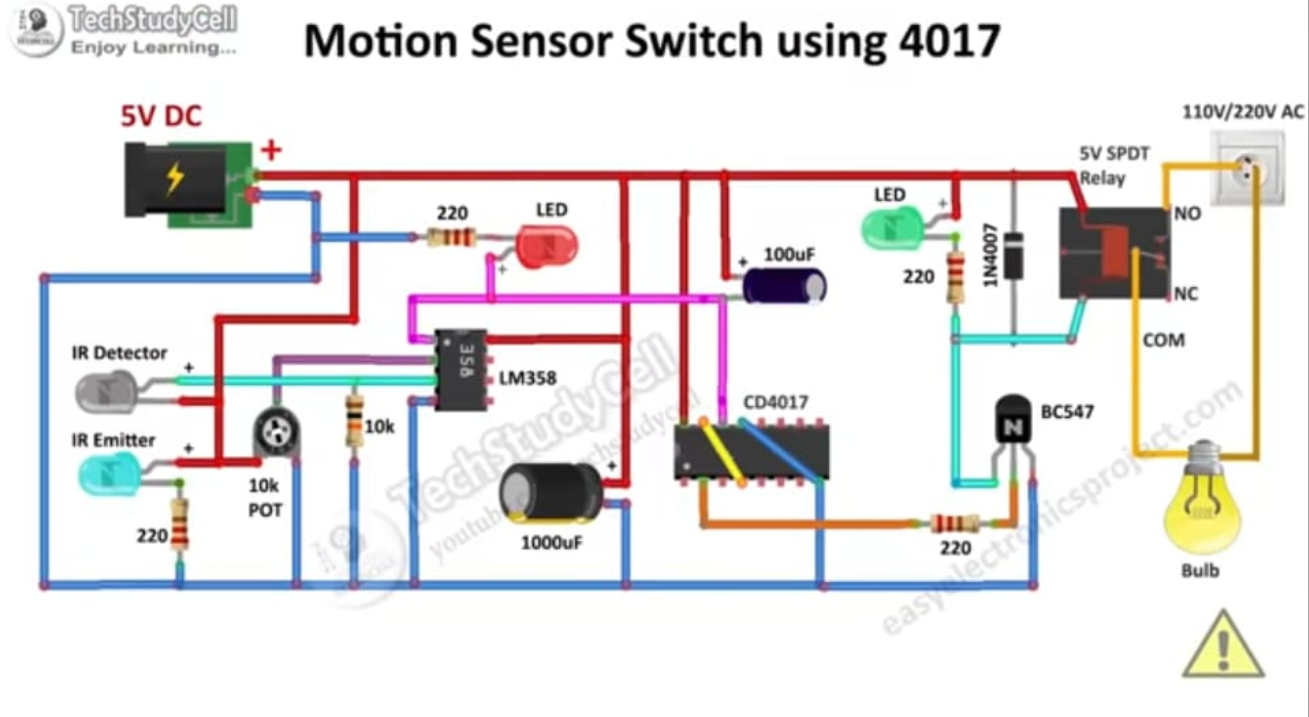 TechStudyCell
Enjoy Learning...
Motion Sensor Switch using 4017
5V DC
+
110V/220V AC
5V SPDT
Relay
220
LED
+
LED
+
NO
100uF
+
220
1N4007
NC
COM
IR Detector
+
358
LM358
CD4017
BC547
10k
IR Emitter
+
10k
POT
220
+
1000uF
N
220
Bulb
TechStudyCell
easyelectronicsproject.com